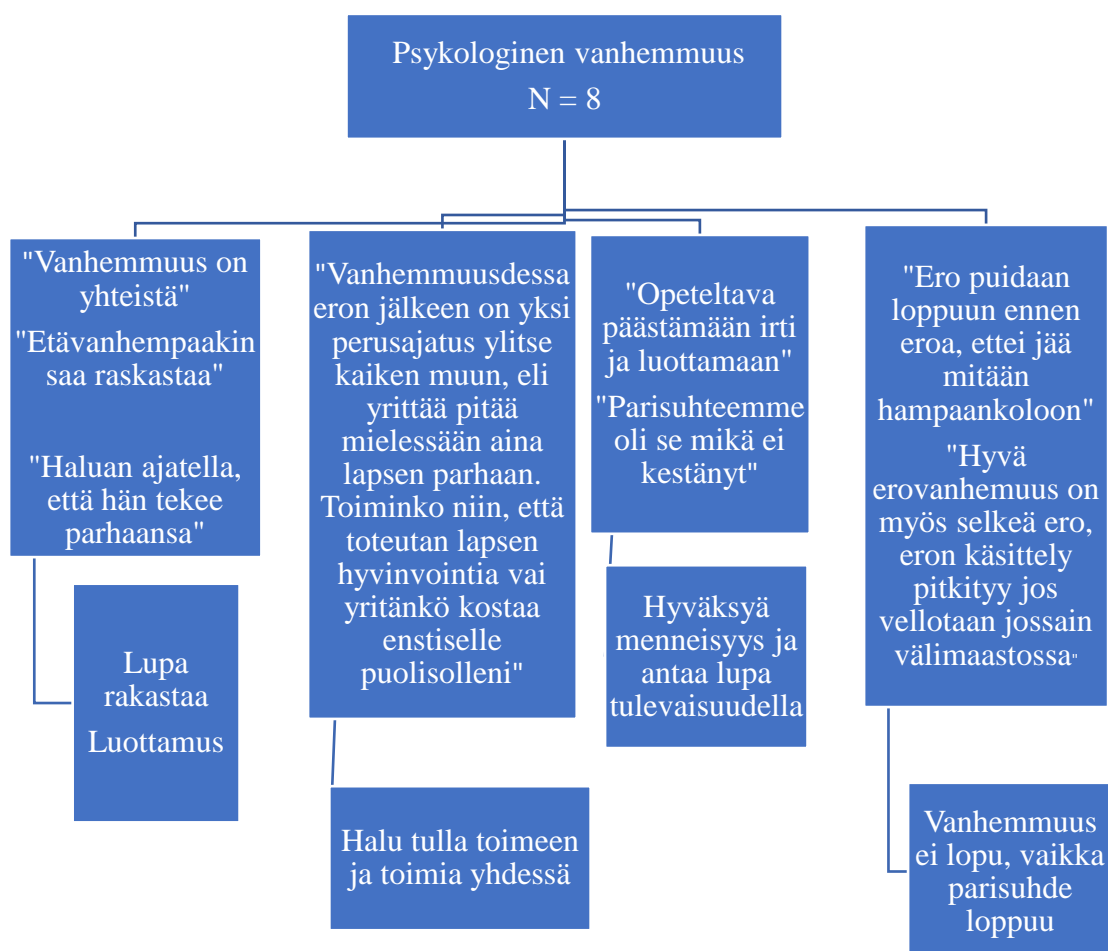 Psykologinen vanhemmuus
N = 8
"Vanhemmuus on
yhteistä"
"Etävanhempaakin
saa raskastaa"
"Haluan ajatella,
että hän tekee
parhaansa"
Lupa
rakastaa
Luottamus
"Vanhemmuusdessa
eron jälkeen on yksi
perusajatus ylitse
kaiken muun, eli
yrittää pitää
mielessään aina
lapsen parhaan.
Toiminko niin, että
toteutan lapsen
hyvinvointia vai
yritänkö kostaa
enstiselle
puolisolleni"
Halu tulla toimeen
ja toimia yhdessä
"Opeteltava
päästämään irti
ja luottamaan"
"Parisuhteemme
oli se mikä ei
kestänyt"
Hyväksyä
menneisyys ja
antaa lupa
tulevaisuudella
"Ero puidaan
loppuun ennen
eroa, ettei jää
mitään
hampaankoloon"
"Hyvä
erovanhemuus on
myös selkeä ero,
eron käsittely
pitkityy jos
vellotaan jossain
välimaastossa"
Vanhemmuus
ei lopu, vaikka
parisuhde
loppuu